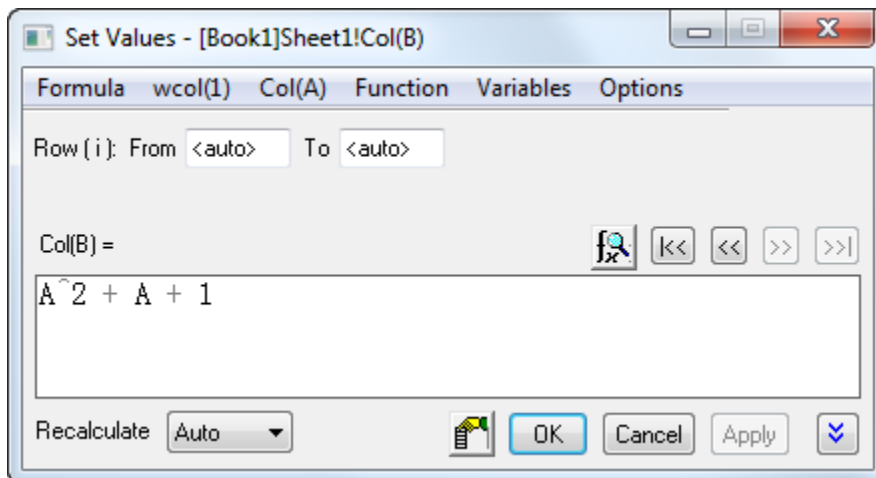 Set Values - [Book1]Sheet1!Col(B)
Formula wcol(1) Col(A) Function Variables Options
Row ( i ): From <auto> To <auto>
Col(B) = |<< << >> >>|
A^2 + A + 1
Recalculate Auto OK Cancel Apply